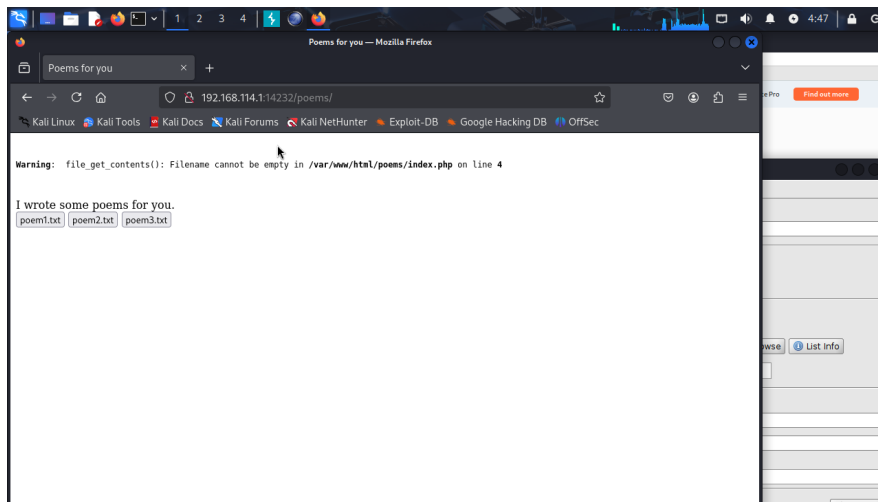 1 2 3 4 4:47
Poems for you — Mozilla Firefox
Poems for you
192.168.114.1:14232/poems/
Pro Find out more
Kali Linux Kali Tools Kali Docs Kali Forums Kali NetHunter Exploit-DB Google Hacking DB OffSec
Warning: file_get_contents(): Filename cannot be empty in /var/www/html/poems/index.php on line 4
I wrote some poems for you.
poem1.txt poem2.txt poem3.txt
List Info